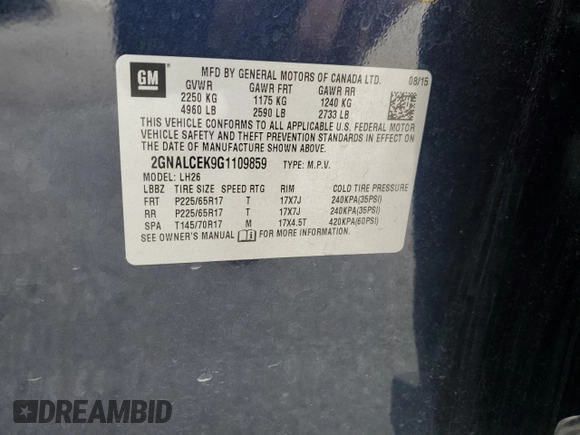 GM
MFD BY GENERAL MOTORS OF CANADA LTD. 08/15
GVWR GAWR FRT GAWR RR
2250 KG 1175 KG 1240 KG
4960 LB 2590 LB 2733 LB
THIS VEHICLE CONFORMS TO ALL APPLICABLE U.S. FEDERAL MOTOR
VEHICLE SAFETY AND THEFT PREVENTION STANDARDS IN EFFECT ON
THE DATE OF MANUFACTURE SHOWN ABOVE.
2GNALCEK9G1109859 TYPE: M.P.V.
MODEL: LH26
LBBZ TIRE SIZE SPEED RTG RIM COLD TIRE PRESSURE
FRT P225/65R17 T 17X7J 240KPA(35PSI)
RR P225/65R17 T 17X7J 240KPA(35PSI)
SPA T145/70R17 M 17X4.5T 420KPA(60PSI)
SEE OWNER'S MANUAL FOR MORE INFORMATION
DREAMBID